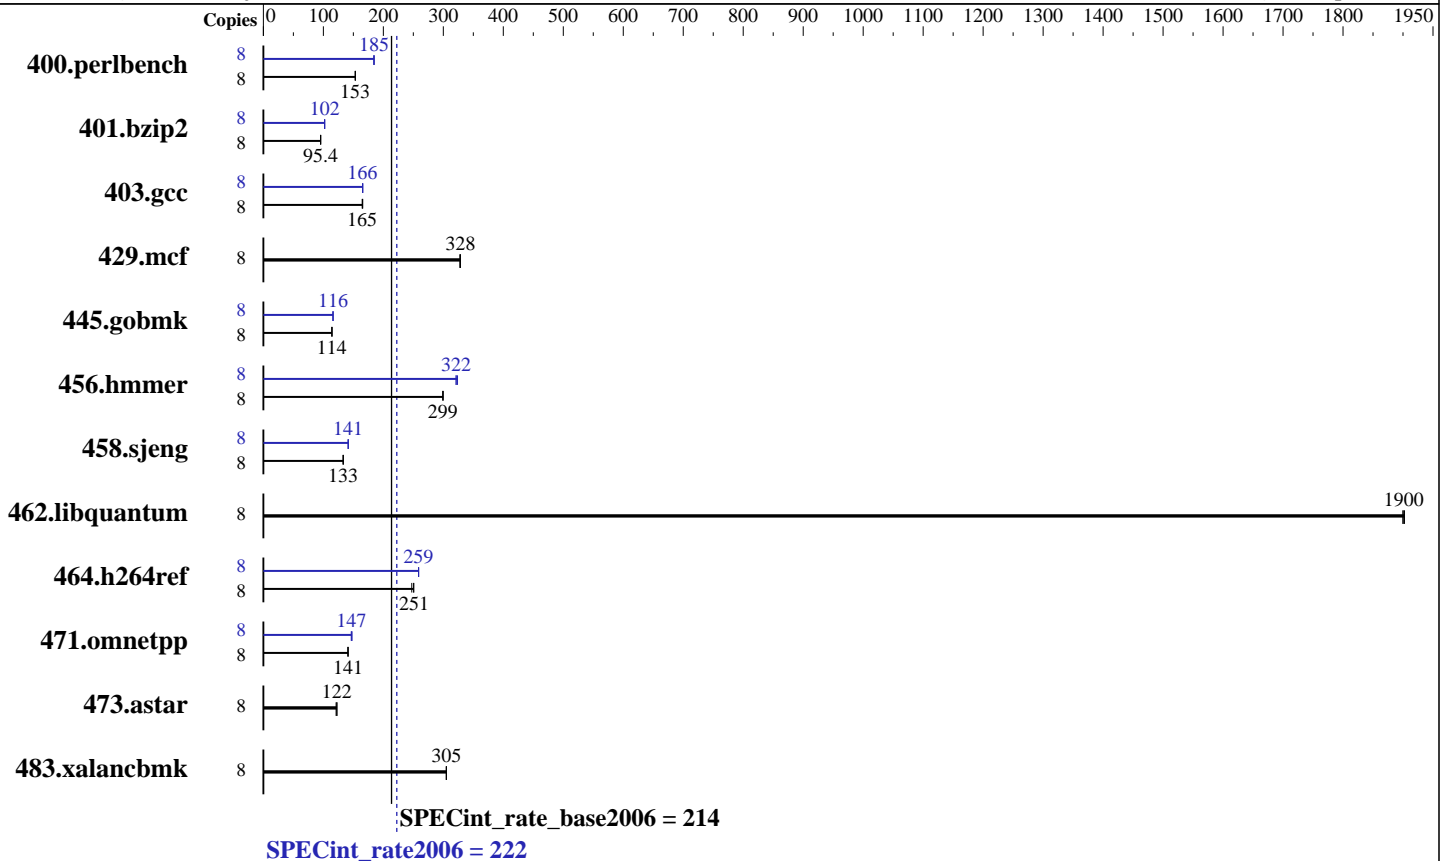 Copies 0 100 200 300 400 500 600 700 800 900 1000 1100 1200 1300 1400 1500 1600 1700 1800 1950
400.perlbench 8 185
8 153
401.bzip2 8 102
8 95.4
403.gcc 8 166
8 165
429.mcf 8 328
445.gobmk 8 116
8 114
456.hmmer 8 322
8 299
458.sjeng 8 141
8 133
462.libquantum 8 1900
464.h264ref 8 259
8 251
471.omnetpp 8 147
8 141
473.astar 8 122
483.xalancbmk 8 305
SPECint_rate_base2006 = 214
SPECint_rate2006 = 222